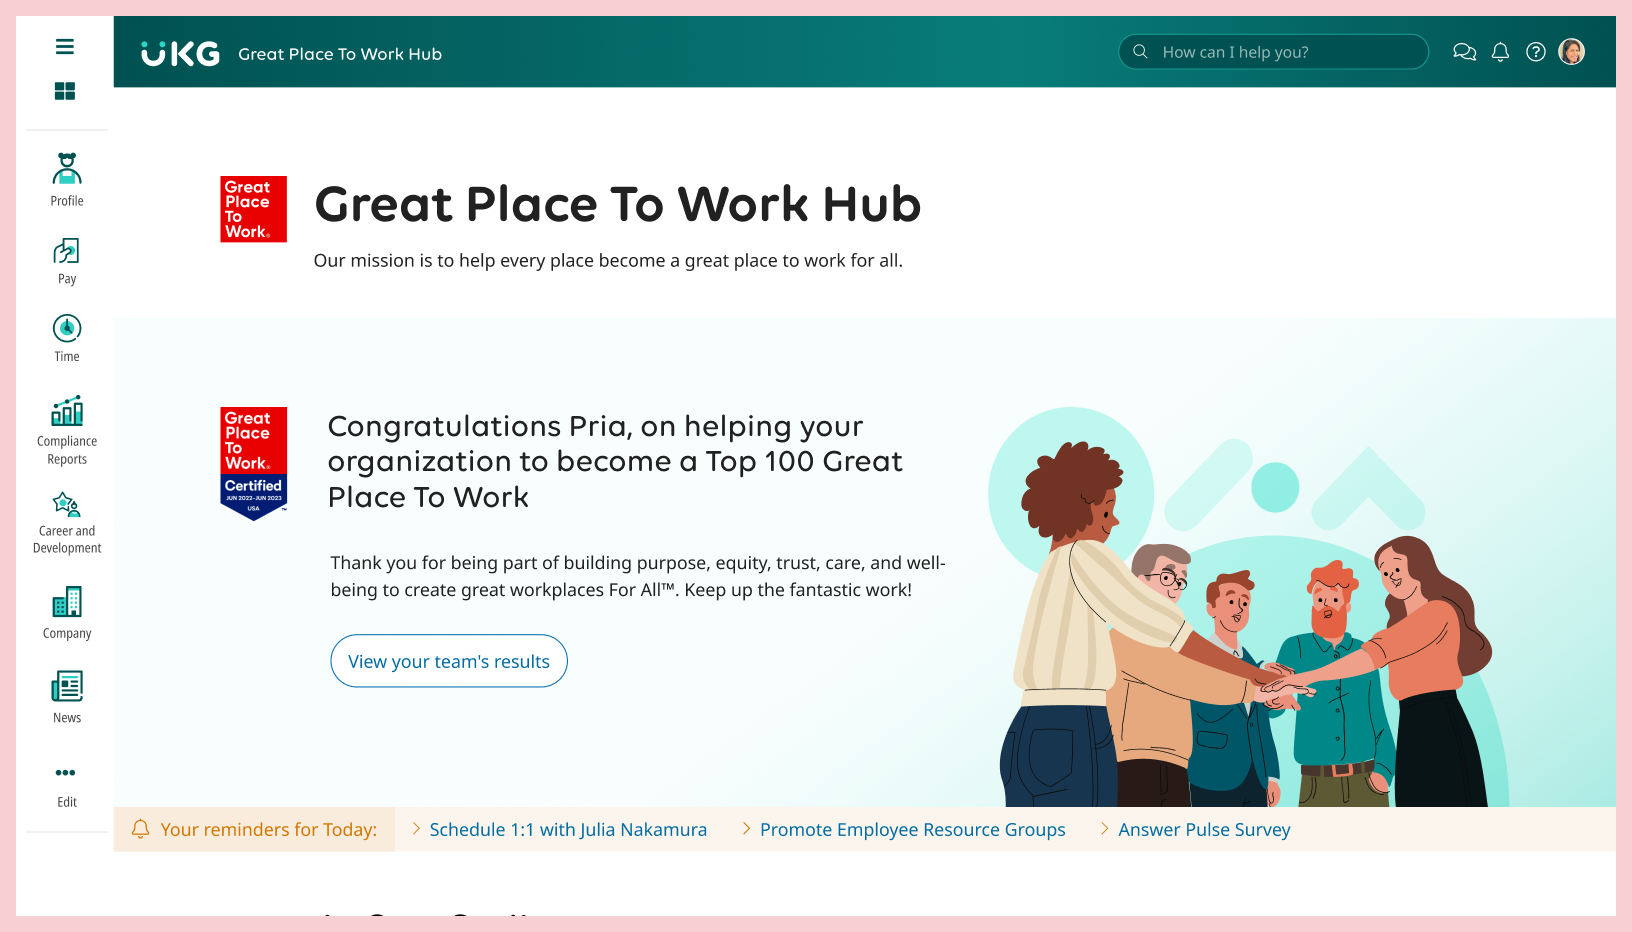 UKG Great Place To Work Hub
How can I help you?
Profile
Pay
Time
Compliance
Reports
Career and
Development
Company
News
Edit
Great
Place
To
Work®
Great Place To Work Hub
Our mission is to help every place become a great place to work for all.
Great
Place
To
Work®
Certified
JUN 2022-JUN 2023
USA
™
Congratulations Pria, on helping your
organization to become a Top 100 Great
Place To Work
Thank you for being part of building purpose, equity, trust, care, and well-
being to create great workplaces For All™. Keep up the fantastic work!
View your team's results
Your reminders for Today:
Schedule 1:1 with Julia Nakamura
Promote Employee Resource Groups
Answer Pulse Survey